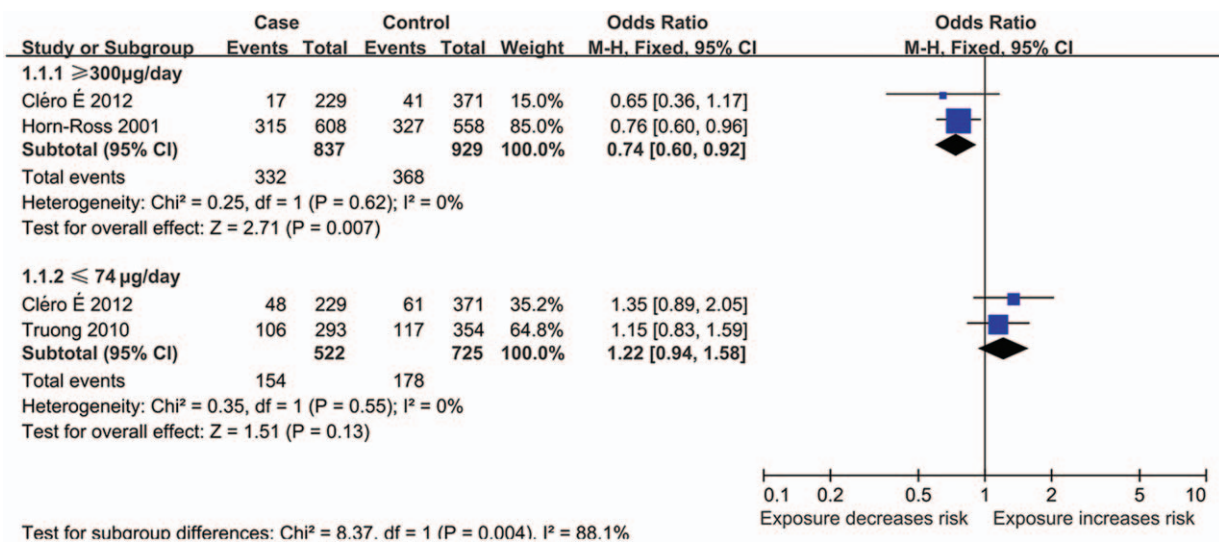 Case Control Odds Ratio Odds Ratio
Study or Subgroup Events Total Events Total Weight M-H, Fixed, 95% CI M-H, Fixed, 95% CI
1.1.1 ⩾300µg/day
Cléro É 2012 17 229 41 371 15.0% 0.65 [0.36, 1.17]
Horn-Ross 2001 315 608 327 558 85.0% 0.76 [0.60, 0.96]
Subtotal (95% CI) 837 929 100.0% 0.74 [0.60, 0.92]
Total events 332 368
Heterogeneity: Chi² = 0.25, df = 1 (P = 0.62); I² = 0%
Test for overall effect: Z = 2.71 (P = 0.007)
1.1.2 ⩽ 74 µg/day
Cléro É 2012 48 229 61 371 35.2% 1.35 [0.89, 2.05]
Truong 2010 106 293 117 354 64.8% 1.15 [0.83, 1.59]
Subtotal (95% CI) 522 725 100.0% 1.22 [0.94, 1.58]
Total events 154 178
Heterogeneity: Chi² = 0.35, df = 1 (P = 0.55); I² = 0%
Test for overall effect: Z = 1.51 (P = 0.13)
0.1 0.2 0.5 1 2 5 10
Exposure decreases risk Exposure increases risk
Test for subgroup differences: Chi² = 8.37, df = 1 (P = 0.004), I² = 88.1%